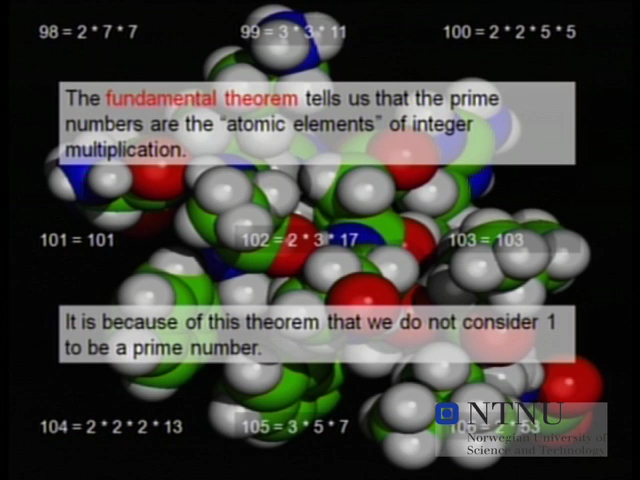 98 = 2 * 7 * 7
99 = 3 * 3 * 11
100 = 2 * 2 * 5 * 5
The fundamental theorem tells us that the prime
numbers are the “atomic elements” of integer
multiplication.
101 = 101
102 = 2 * 3 * 17
103 = 103
It is because of this theorem that we do not consider 1
to be a prime number.
104 = 2 * 2 * 2 * 13
105 = 3 * 5 * 7
106 = 2 * 53
NTNU
Norwegian University of
Science and Technology